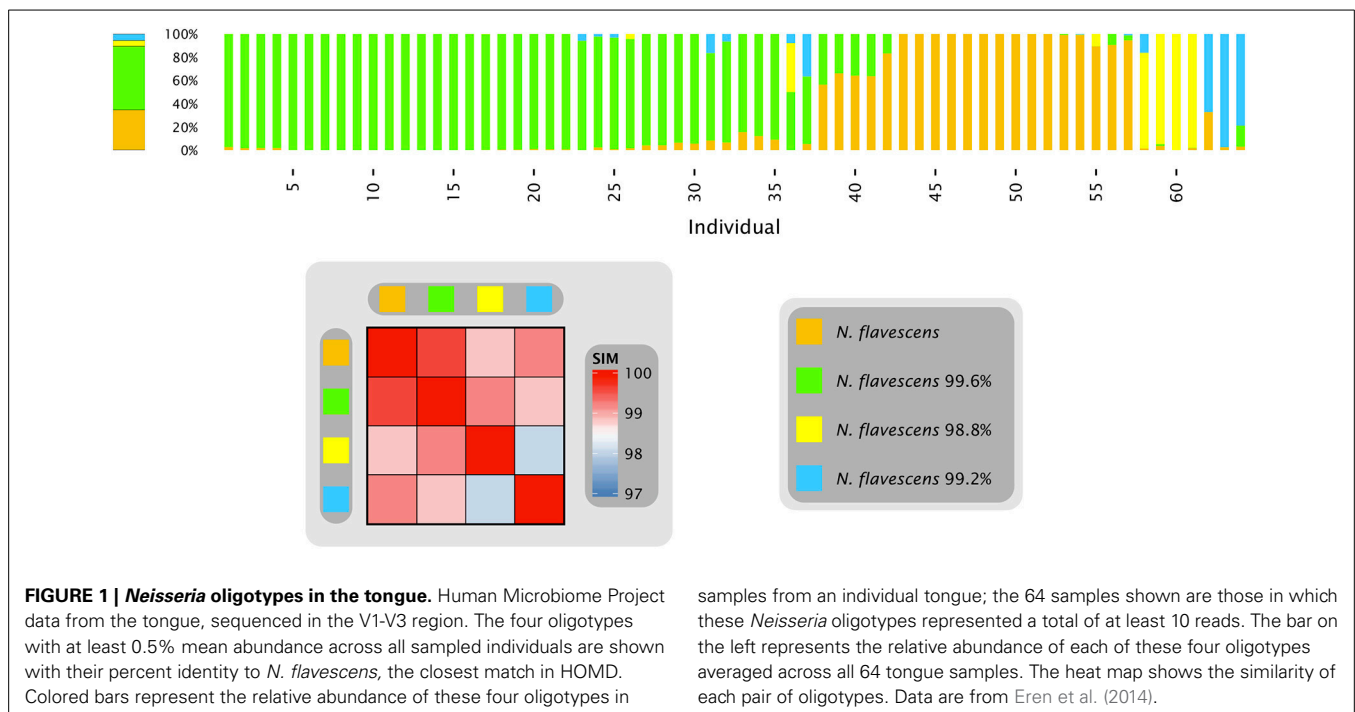 100%
80%
60%
40%
20%
0%
5
10
15
20
25
30
35
40
45
50
55
60
Individual
SIM
100
99
98
97
N. flavescens
N. flavescens 99.6%
N. flavescens 98.8%
N. flavescens 99.2%
FIGURE 1 | Neisseria oligotypes in the tongue. Human Microbiome Project
data from the tongue, sequenced in the V1-V3 region. The four oligotypes
with at least 0.5% mean abundance across all sampled individuals are shown
with their percent identity to N. flavescens, the closest match in HOMD.
Colored bars represent the relative abundance of these four oligotypes in
samples from an individual tongue; the 64 samples shown are those in which
these Neisseria oligotypes represented a total of at least 10 reads. The bar on
the left represents the relative abundance of each of these four oligotypes
averaged across all 64 tongue samples. The heat map shows the similarity of
each pair of oligotypes. Data are from Eren et al. (2014).